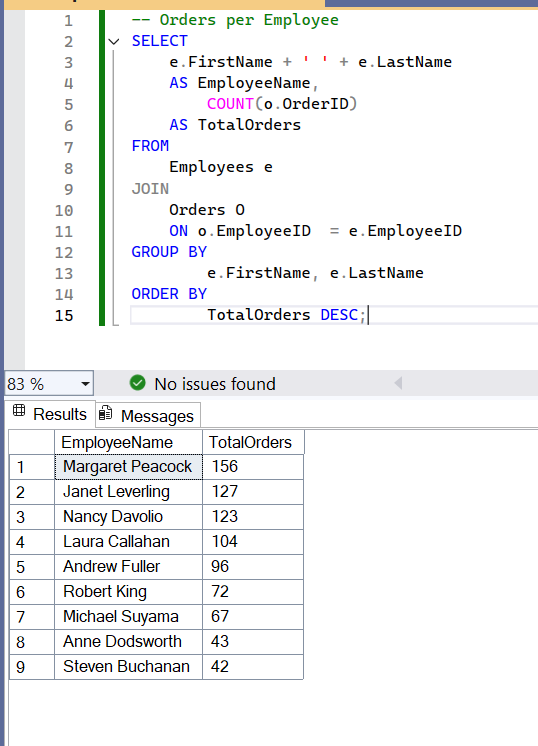 1 -- Orders per Employee
2 SELECT
3 e.FirstName + ' ' + e.LastName
4 AS EmployeeName,
5 COUNT(o.OrderID)
6 AS TotalOrders
7 FROM
8 Employees e
9 JOIN
10 Orders O
11 ON o.EmployeeID  = e.EmployeeID
12 GROUP BY
13 e.FirstName, e.LastName
14 ORDER BY
15 TotalOrders DESC;
83 % No issues found
Results Messages
EmployeeName TotalOrders
1 Margaret Peacock 156
2 Janet Leverling 127
3 Nancy Davolio 123
4 Laura Callahan 104
5 Andrew Fuller 96
6 Robert King 72
7 Michael Suyama 67
8 Anne Dodsworth 43
9 Steven Buchanan 42